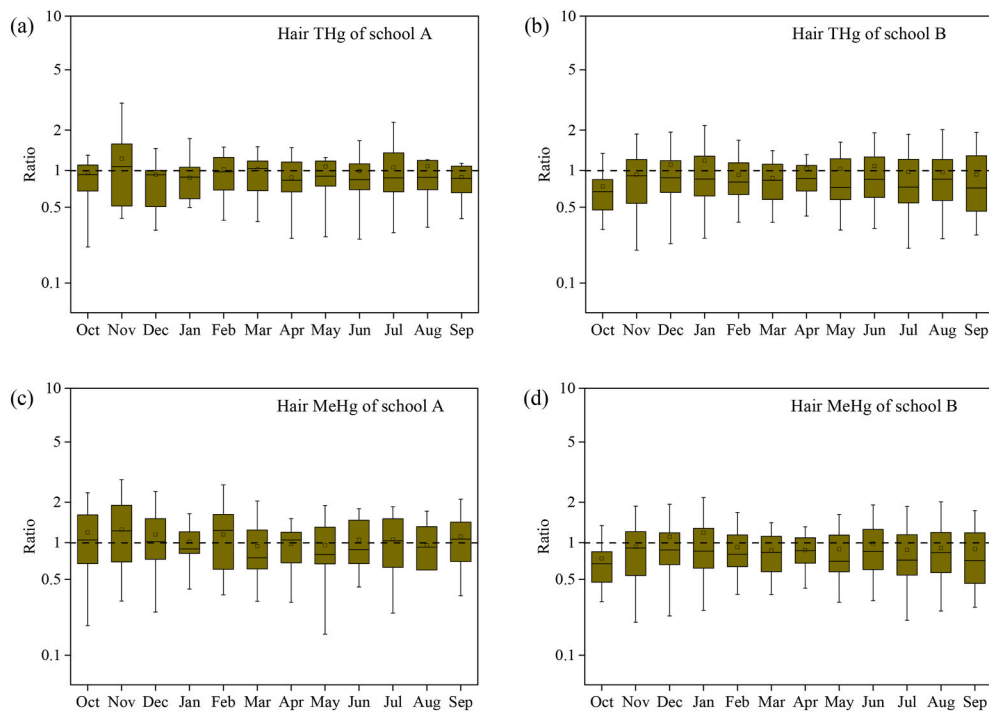 (a)
Hair THg of school A
10
5
2
1
0.5
0.1
Ratio
Oct Nov Dec Jan Feb Mar Apr May Jun Jul Aug Sep
(b)
Hair THg of school B
10
5
2
1
0.5
0.1
Ratio
Oct Nov Dec Jan Feb Mar Apr May Jun Jul Aug Sep
(c)
Hair MeHg of school A
10
5
2
1
0.5
0.1
Ratio
Oct Nov Dec Jan Feb Mar Apr May Jun Jul Aug Sep
(d)
Hair MeHg of school B
10
5
2
1
0.5
0.1
Ratio
Oct Nov Dec Jan Feb Mar Apr May Jun Jul Aug Sep